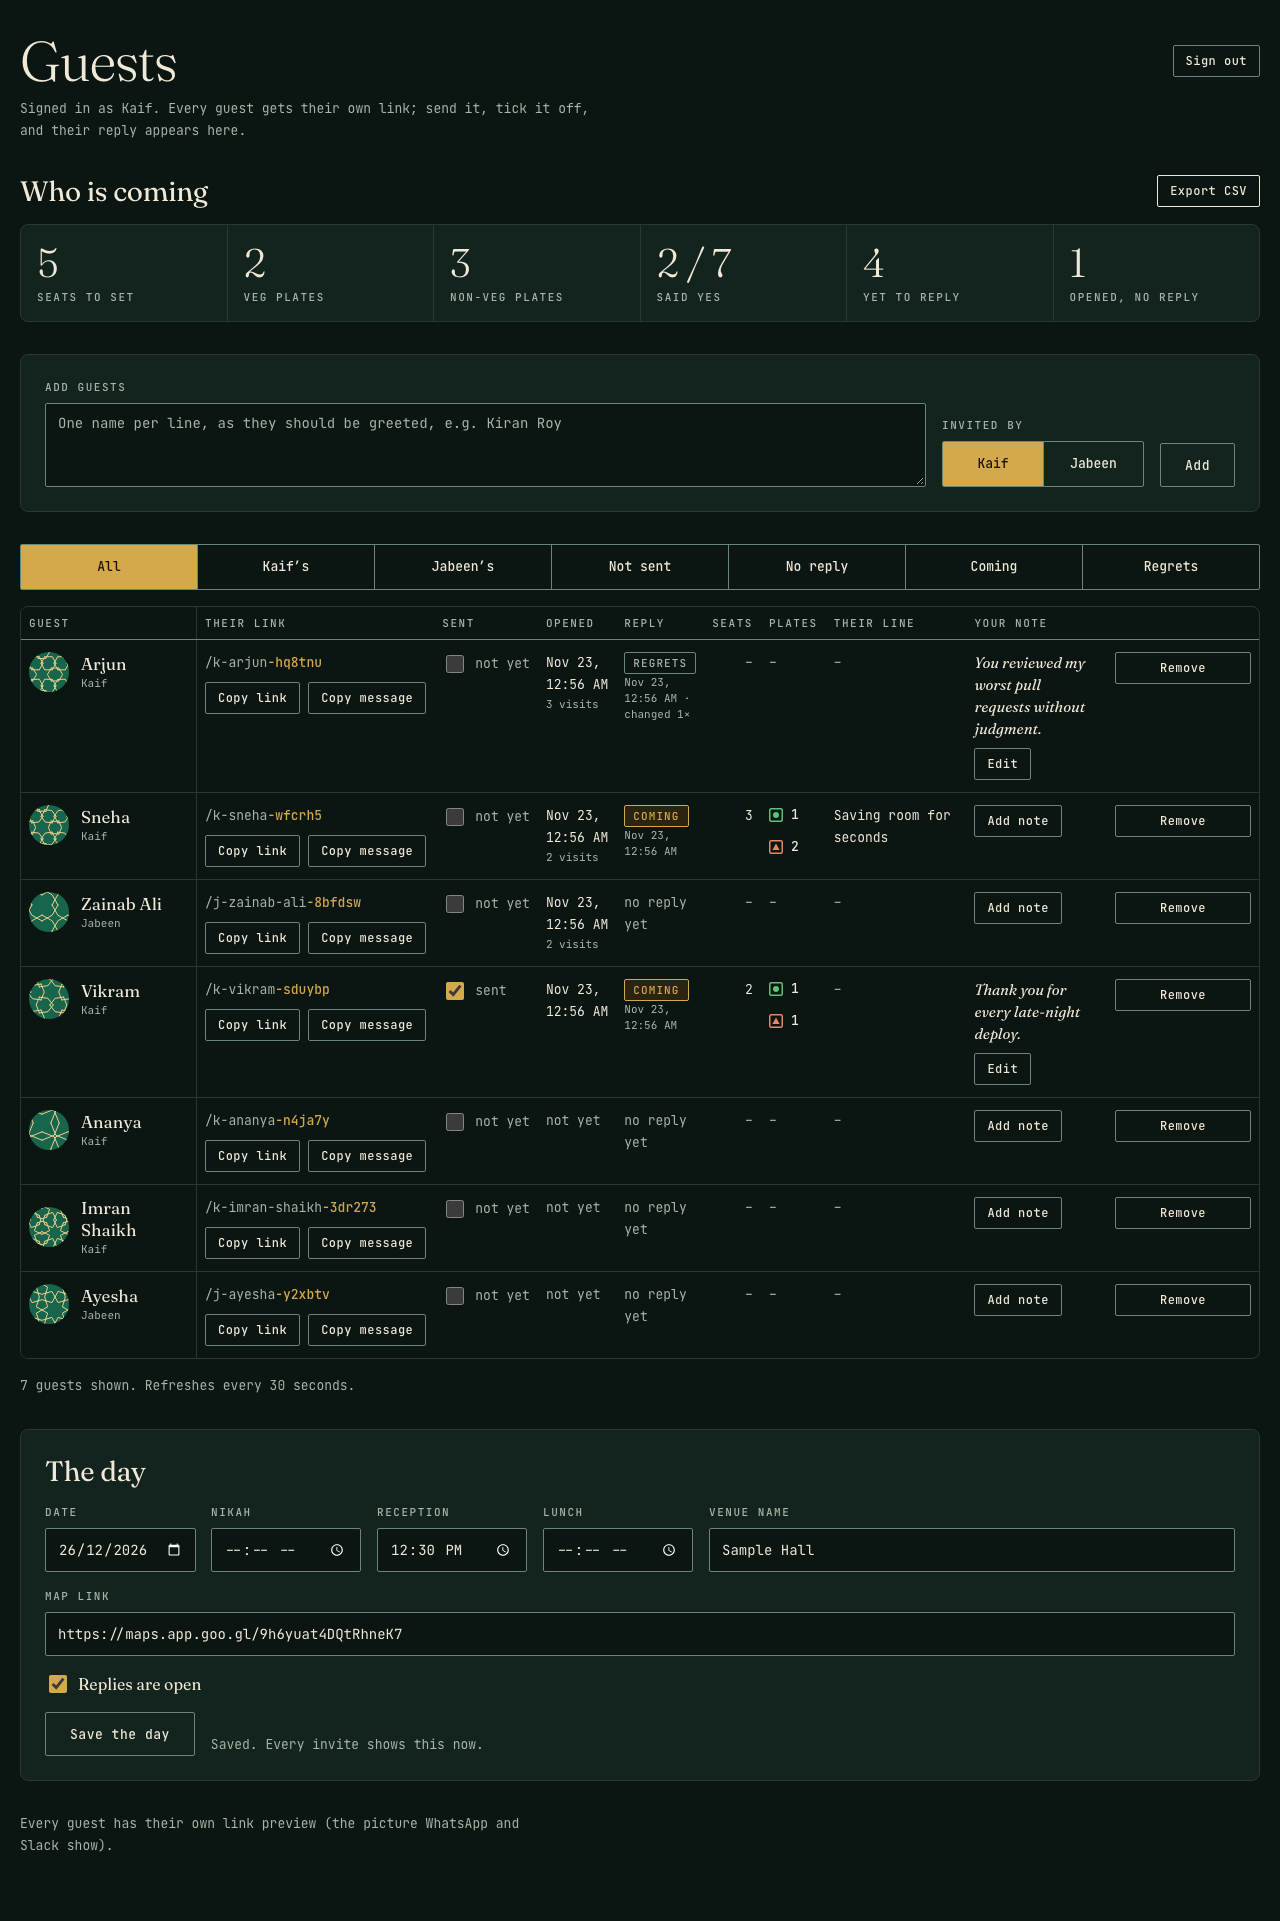 Guests
Sign out
Signed in as Kaif. Every guest gets their own link; send it, tick it off,
and their reply appears here.
Who is coming
Export CSV
5
SEATS TO SET
2
VEG PLATES
3
NON-VEG PLATES
2/7
SAID YES
4
YET TO REPLY
1
OPENED, NO REPLY
ADD GUESTS
One name per line, as they should be greeted, e.g. Kiran Roy
INVITED BY
Kaif
Jabeen
Add
All
Kaif’s
Jabeen’s
Not sent
No reply
Coming
Regrets
GUEST
THEIR LINK
SENT
OPENED
REPLY
SEATS
PLATES
THEIR LINE
YOUR NOTE
Arjun
Kaif
/k-arjun-hq8tnu
Copy link
Copy message
not yet
Nov 23,
12:56 AM
3 visits
REGRETS
Nov 23,
12:56 AM ·
changed 1×
–
–
–
You reviewed my
worst pull
requests without
judgment.
Edit
Remove
Sneha
Kaif
/k-sneha-wfcrh5
Copy link
Copy message
not yet
Nov 23,
12:56 AM
2 visits
COMING
Nov 23,
12:56 AM
3
1
2
Saving room for
seconds
Add note
Remove
Zainab Ali
Jabeen
/j-zainab-ali-8bfdsw
Copy link
Copy message
not yet
Nov 23,
12:56 AM
2 visits
no reply
yet
–
–
–
Add note
Remove
Vikram
Kaif
/k-vikram-sduybp
Copy link
Copy message
sent
Nov 23,
12:56 AM
COMING
Nov 23,
12:56 AM
2
1
1
–
Thank you for
every late-night
deploy.
Edit
Remove
Ananya
Kaif
/k-ananya-n4ja7y
Copy link
Copy message
not yet
not yet
no reply
yet
–
–
–
Add note
Remove
Imran
Shaikh
Kaif
/k-imran-shaikh-3dr273
Copy link
Copy message
not yet
not yet
no reply
yet
–
–
–
Add note
Remove
Ayesha
Jabeen
/j-ayesha-y2xbtv
Copy link
Copy message
not yet
not yet
no reply
yet
–
–
–
Add note
Remove
7 guests shown. Refreshes every 30 seconds.
The day
DATE
26/12/2026
NIKAH
--:-- --
RECEPTION
12:30 PM
LUNCH
--:-- --
VENUE NAME
Sample Hall
MAP LINK
https://maps.app.goo.gl/9h6yuat4DQtRhneK7
Replies are open
Save the day
Saved. Every invite shows this now.
Every guest has their own link preview (the picture WhatsApp and
Slack show).